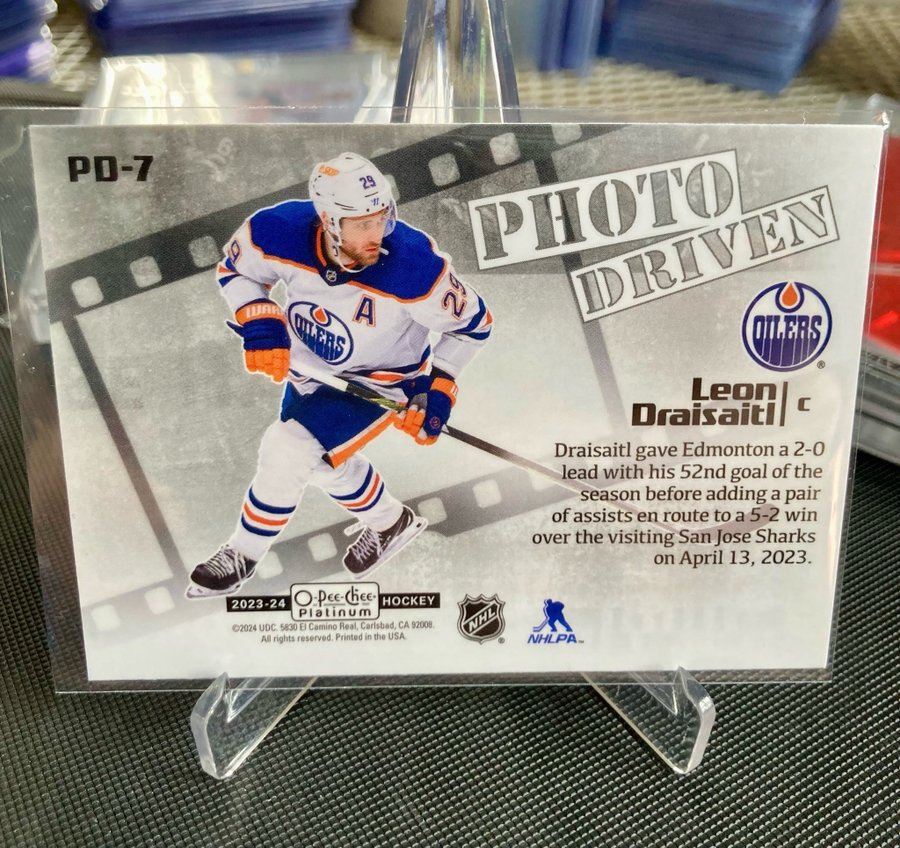 PD-7
PHOTO
DRIVEN
29
29
29
A
OILERS
OILERS
®
Leon
Draisaitl | C
Draisaitl gave Edmonton a 2-0
lead with his 52nd goal of the
season before adding a pair
of assists en route to a 5-2 win
over the visiting San Jose Sharks
on April 13, 2023.
2023-24 O-Pee-Chee Platinum HOCKEY
©2024 UDC. 5830 El Camino Real, Carlsbad, CA 92008.
All rights reserved. Printed in the USA.
NHL ®
NHLPA™